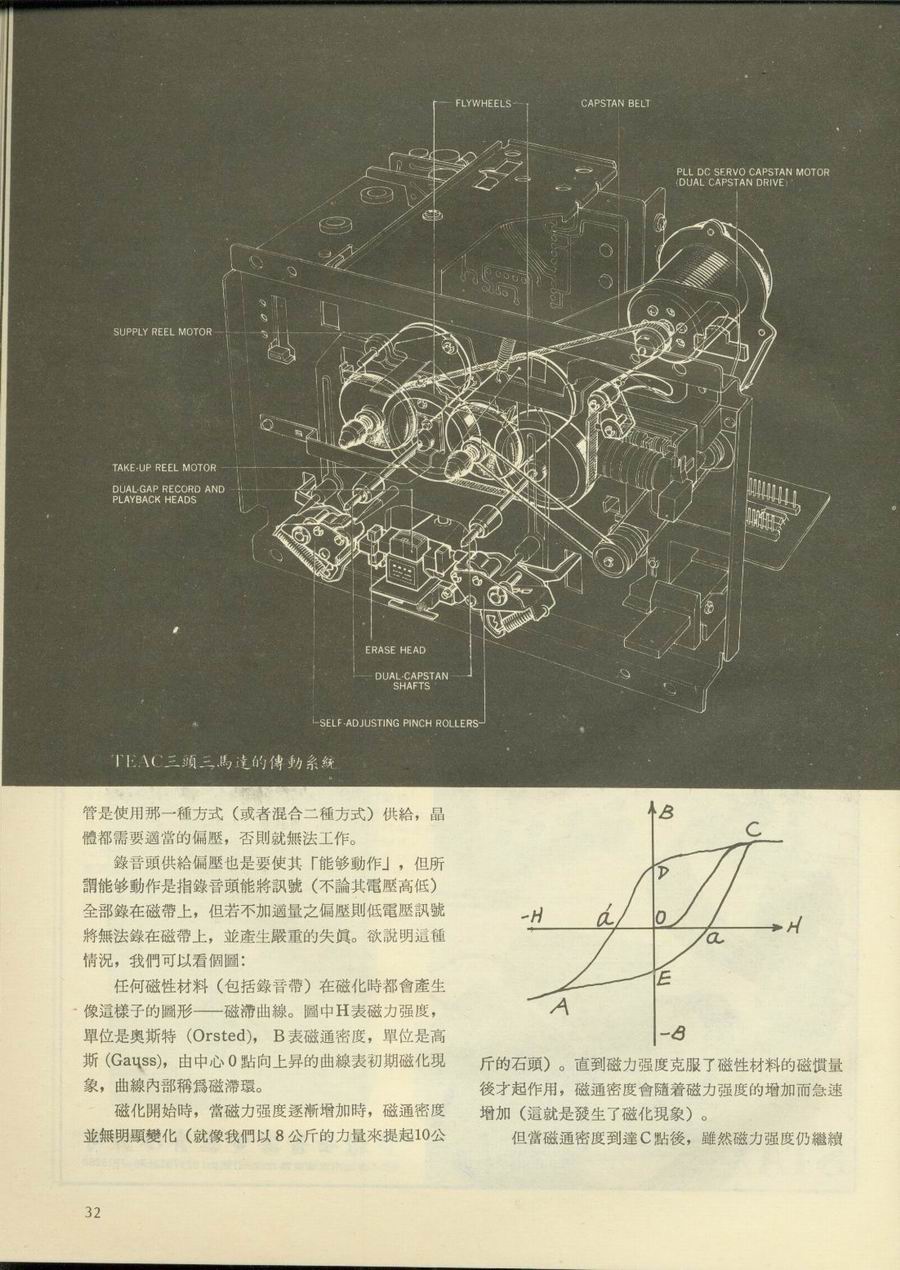 FLYWHEELS
CAPSTAN BELT
PLL DC SERVO CAPSTAN MOTOR
(DUAL CAPSTAN DRIVE)
SUPPLY REEL MOTOR
TAKE-UP REEL MOTOR
DUAL-GAP RECORD AND
PLAYBACK HEADS
ERASE HEAD
DUAL-CAPSTAN
SHAFTS
SELF-ADJUSTING PINCH ROLLERS
TEAC三頭三馬達的傳動系統
管是使用那一種方式（或者混合二種方式）供給，晶
體都需要適當的偏壓，否則就無法工作。
錄音頭供給偏壓也是要使其「能够動作」，但所
謂能够動作是指錄音頭能將訊號（不論其電壓高低）
全部錄在磁帶上，但若不加適量之偏壓則低電壓訊號
將無法錄在磁帶上，並產生嚴重的失眞。欲說明這種
情況，我們可以看個圖：
任何磁性材料（包括錄音帶）在磁化時都會產生
像這樣子的圖形——磁滯曲線。圖中H表磁力强度，
單位是奧斯特（Orsted），B表磁通密度，單位是高
斯（Gauss），由中心0點向上昇的曲線表初期磁化現
象，曲線內部稱爲磁滯環。
磁化開始時，當磁力强度逐漸增加時，磁通密度
並無明顯變化（就像我們以8公斤的力量來提起10公
B
C
D
-H
á
O
a
H
E
A
-B
斤的石頭）。直到磁力强度克服了磁性材料的磁慣量
後才起作用，磁通密度會隨着磁力强度的增加而急速
增加（這就是發生了磁化現象）。
但當磁通密度到達C點後，雖然磁力强度仍繼續
32